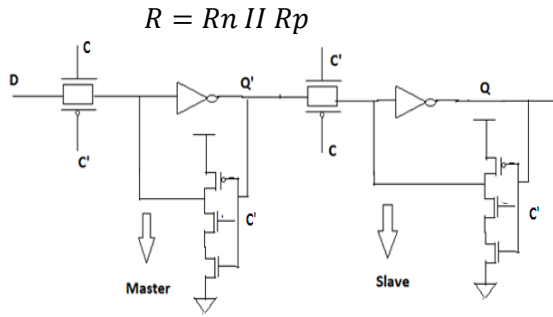 R = Rn II Rp
C
C'
D
Q'
Q
C'
C
C'
C'
Master
Slave